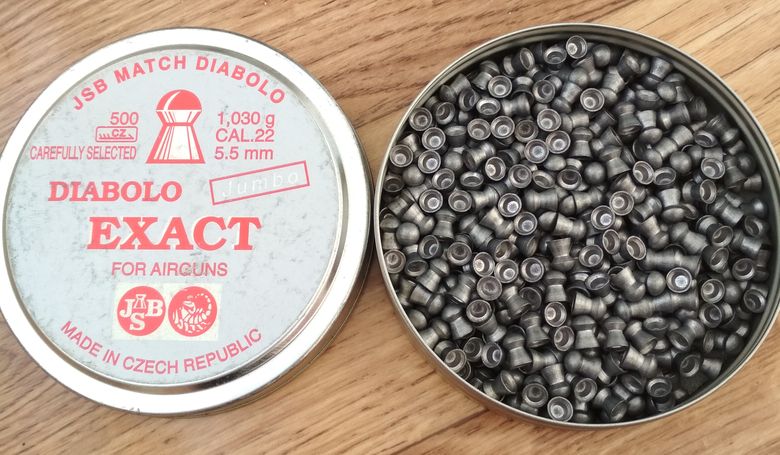 JSB MATCH DIABOLO
500
CZ
CAREFULLY SELECTED
1,030 g
CAL.22
5.5 mm
DIABOLO
Jumbo
EXACT
FOR AIRGUNS
JSB
MADE IN CZECH REPUBLIC